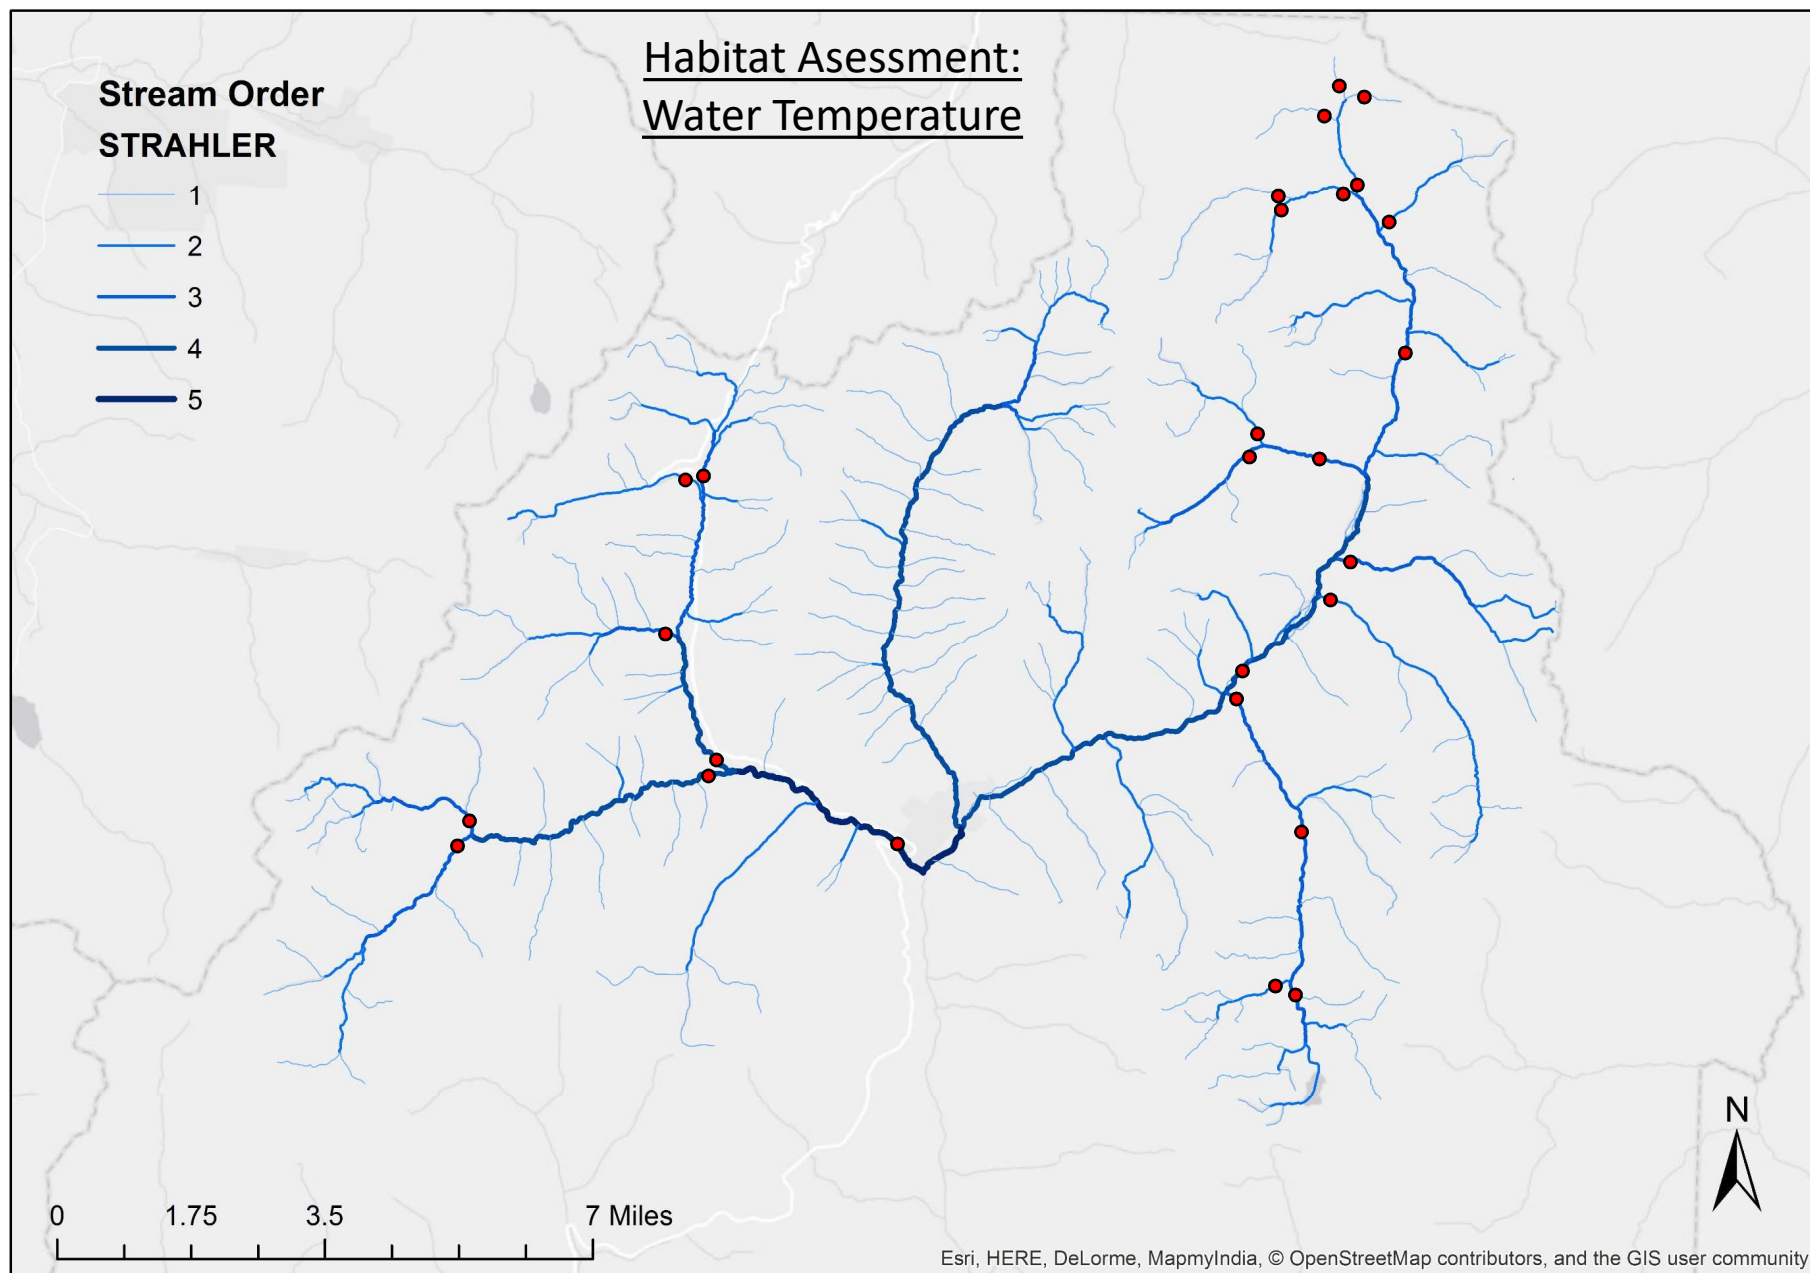 Habitat Asessment:
Water Temperature
Stream Order
STRAHLER
1
2
3
4
5
N
0 1.75 3.5 7 Miles
Esri, HERE, DeLorme, MapmyIndia, © OpenStreetMap contributors, and the GIS user community